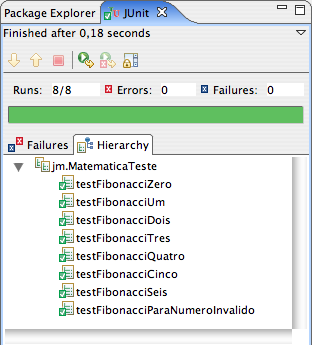 Package Explorer JUnit
Finished after 0,18 seconds
Runs: 8/8 Errors: 0 Failures: 0
Failures Hierarchy
jm.MatematicaTeste
testFibonacciZero
testFibonacciUm
testFibonacciDois
testFibonacciTres
testFibonacciQuatro
testFibonacciCinco
testFibonacciSeis
testFibonacciParaNumeroInvalido